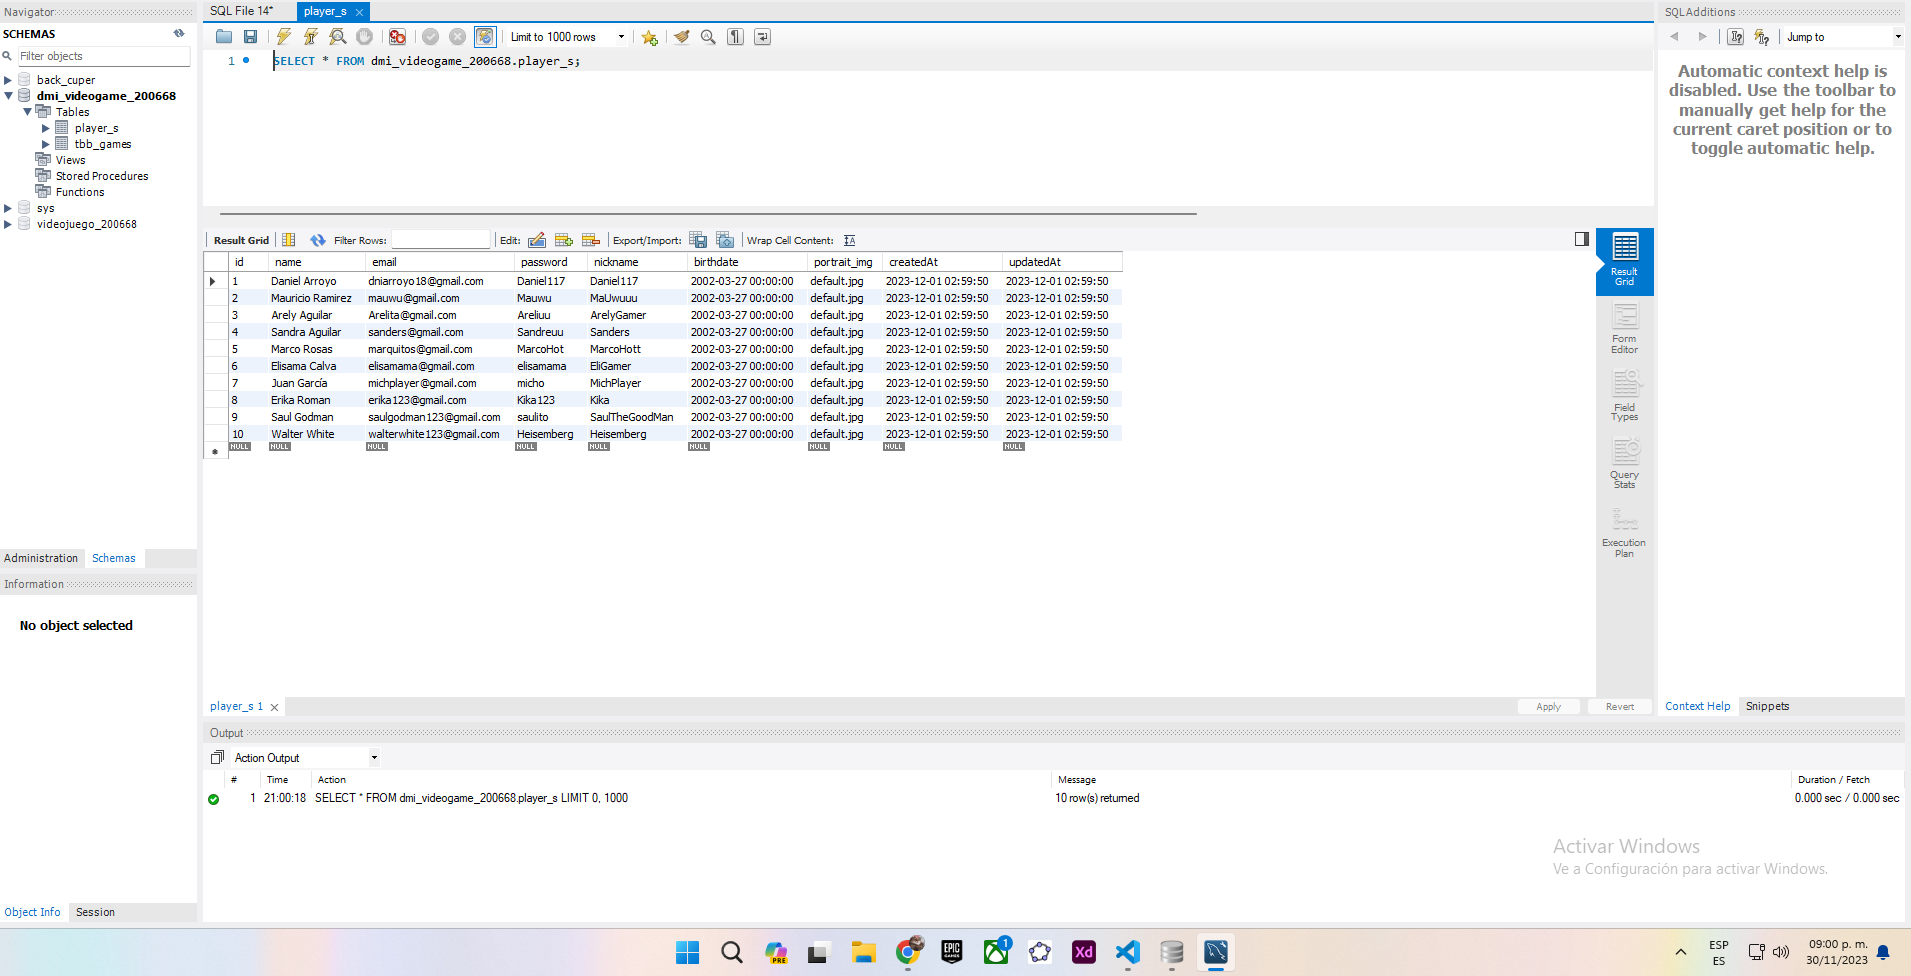 Navigator
SCHEMAS
Filter objects
back_cuper
dmi_videogame_200668
Tables
player_s
tbb_games
Views
Stored Procedures
Functions
sys
videojuego_200668
Administration Schemas
Information
No object selected
Object Info Session
SQL File 14* player_s
Limit to 1000 rows
1 SELECT * FROM dmi_videogame_200668.player_s;
Result Grid Filter Rows: Edit: Export/Import: Wrap Cell Content:
id name email password nickname birthdate portrait_img createdAt updatedAt
1 Daniel Arroyo dniarroyo18@gmail.com Daniel117 Daniel117 2002-03-27 00:00:00 default.jpg 2023-12-01 02:59:50 2023-12-01 02:59:50
2 Mauricio Ramirez mauwu@gmail.com Mauwu MaUwuuu 2002-03-27 00:00:00 default.jpg 2023-12-01 02:59:50 2023-12-01 02:59:50
3 Arely Aguilar Arelita@gmail.com Areliuu ArelyGamer 2002-03-27 00:00:00 default.jpg 2023-12-01 02:59:50 2023-12-01 02:59:50
4 Sandra Aguilar sanders@gmail.com Sandreuu Sanders 2002-03-27 00:00:00 default.jpg 2023-12-01 02:59:50 2023-12-01 02:59:50
5 Marco Rosas marquitos@gmail.com MarcoHot MarcoHott 2002-03-27 00:00:00 default.jpg 2023-12-01 02:59:50 2023-12-01 02:59:50
6 Elisama Calva elisamama@gmail.com elisamama EliGamer 2002-03-27 00:00:00 default.jpg 2023-12-01 02:59:50 2023-12-01 02:59:50
7 Juan García michplayer@gmail.com micho MichPlayer 2002-03-27 00:00:00 default.jpg 2023-12-01 02:59:50 2023-12-01 02:59:50
8 Erika Roman erika123@gmail.com Kika123 Kika 2002-03-27 00:00:00 default.jpg 2023-12-01 02:59:50 2023-12-01 02:59:50
9 Saul Godman saulgodman123@gmail.com saulito SaulTheGoodMan 2002-03-27 00:00:00 default.jpg 2023-12-01 02:59:50 2023-12-01 02:59:50
10 Walter White walterwhite123@gmail.com Heisemberg Heisemberg 2002-03-27 00:00:00 default.jpg 2023-12-01 02:59:50 2023-12-01 02:59:50
NULL NULL NULL NULL NULL NULL NULL NULL NULL
Result
Grid
Form
Editor
Field
Types
Query
Stats
Execution
Plan
player_s 1 Apply Revert
SQLAdditions
Jump to
Automatic context help is
disabled. Use the toolbar to
manually get help for the
current caret position or to
toggle automatic help.
Context Help Snippets
Output
Action Output
# Time Action Message Duration / Fetch
1 21:00:18 SELECT * FROM dmi_videogame_200668.player_s LIMIT 0, 1000 10 row(s) returned 0.000 sec / 0.000 sec
Activar Windows
Ve a Configuración para activar Windows.
PRE
EPIC
GAMES
1
Xd
ESP
ES
09:00 p. m.
30/11/2023